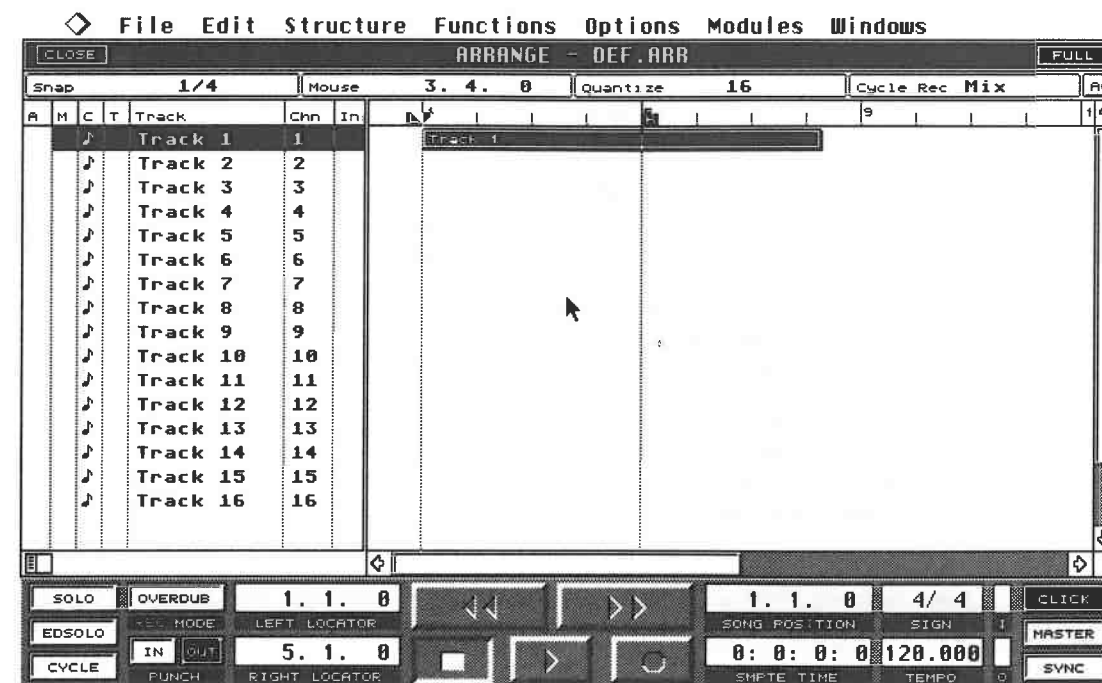 File Edit Structure Functions Options Modules Windows
CLOSE ARRANGE - DEF.ARR FULL
Snap 1/4 Mouse 3. 4. 0 Quantize 16 Cycle Rec Mix
A M C T Track Chn In 9
Track 1 1 Track 1
Track 2 2
Track 3 3
Track 4 4
Track 5 5
Track 6 6
Track 7 7
Track 8 8
Track 9 9
Track 10 10
Track 11 11
Track 12 12
Track 13 13
Track 14 14
Track 15 15
Track 16 16
SOLO OVERDUB 1. 1. 0 1. 1. 0 4/ 4 CLICK
REC MODE LEFT LOCATOR SONG POSITION SIGN I
EDSOLO MASTER
IN OUT 5. 1. 0 0: 0: 0: 0 120.000
CYCLE PUNCH RIGHT LOCATOR SMPTE TIME TEMPO O SYNC